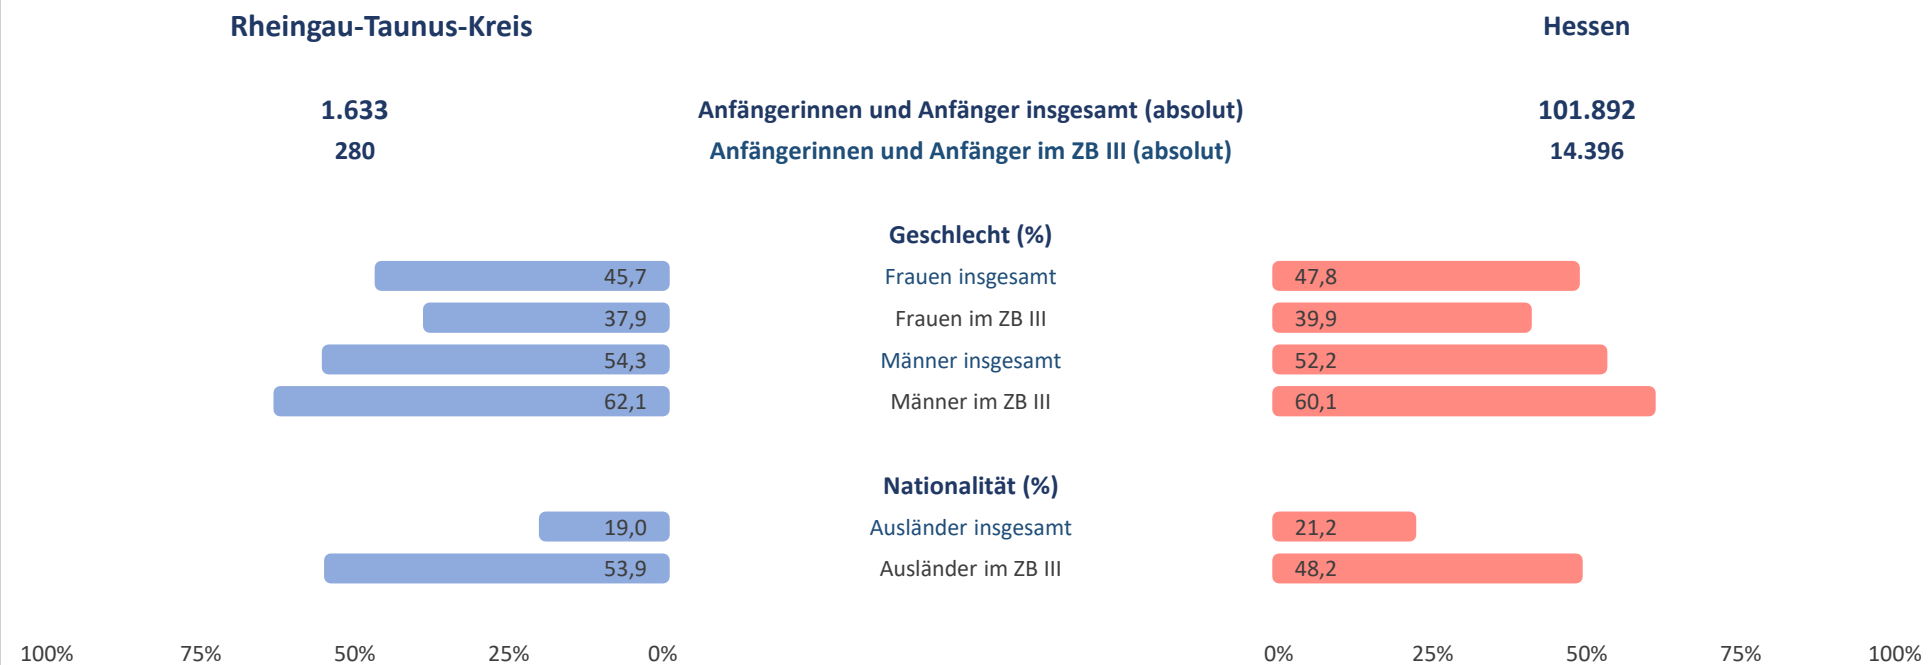 Rheingau-Taunus-Kreis Hessen
1.633 Anfängerinnen und Anfänger insgesamt (absolut) 101.892
280 Anfängerinnen und Anfänger im ZB III (absolut) 14.396
Geschlecht (%)
45,7 Frauen insgesamt 47,8
37,9 Frauen im ZB III 39,9
54,3 Männer insgesamt 52,2
62,1 Männer im ZB III 60,1
Nationalität (%)
19,0 Ausländer insgesamt 21,2
53,9 Ausländer im ZB III 48,2
100% 75% 50% 25% 0% 0% 25% 50% 75% 100%